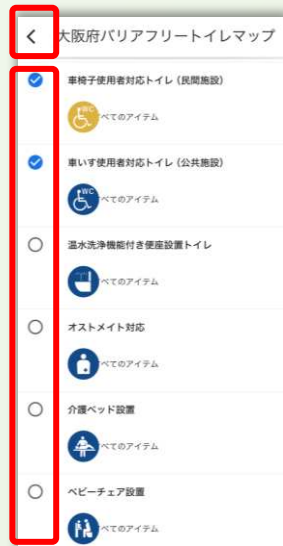 大阪府バリアフリートイレマップ
車椅子使用者対応トイレ（民間施設）
WC
べてのアイテム
車いす使用者対応トイレ（公共施設）
WC
べてのアイテム
温水洗浄機能付き便座設置トイレ
べてのアイテム
オストメイト対応
べてのアイテム
介護ベッド設置
べてのアイテム
ベビーチェア設置
べてのアイテム